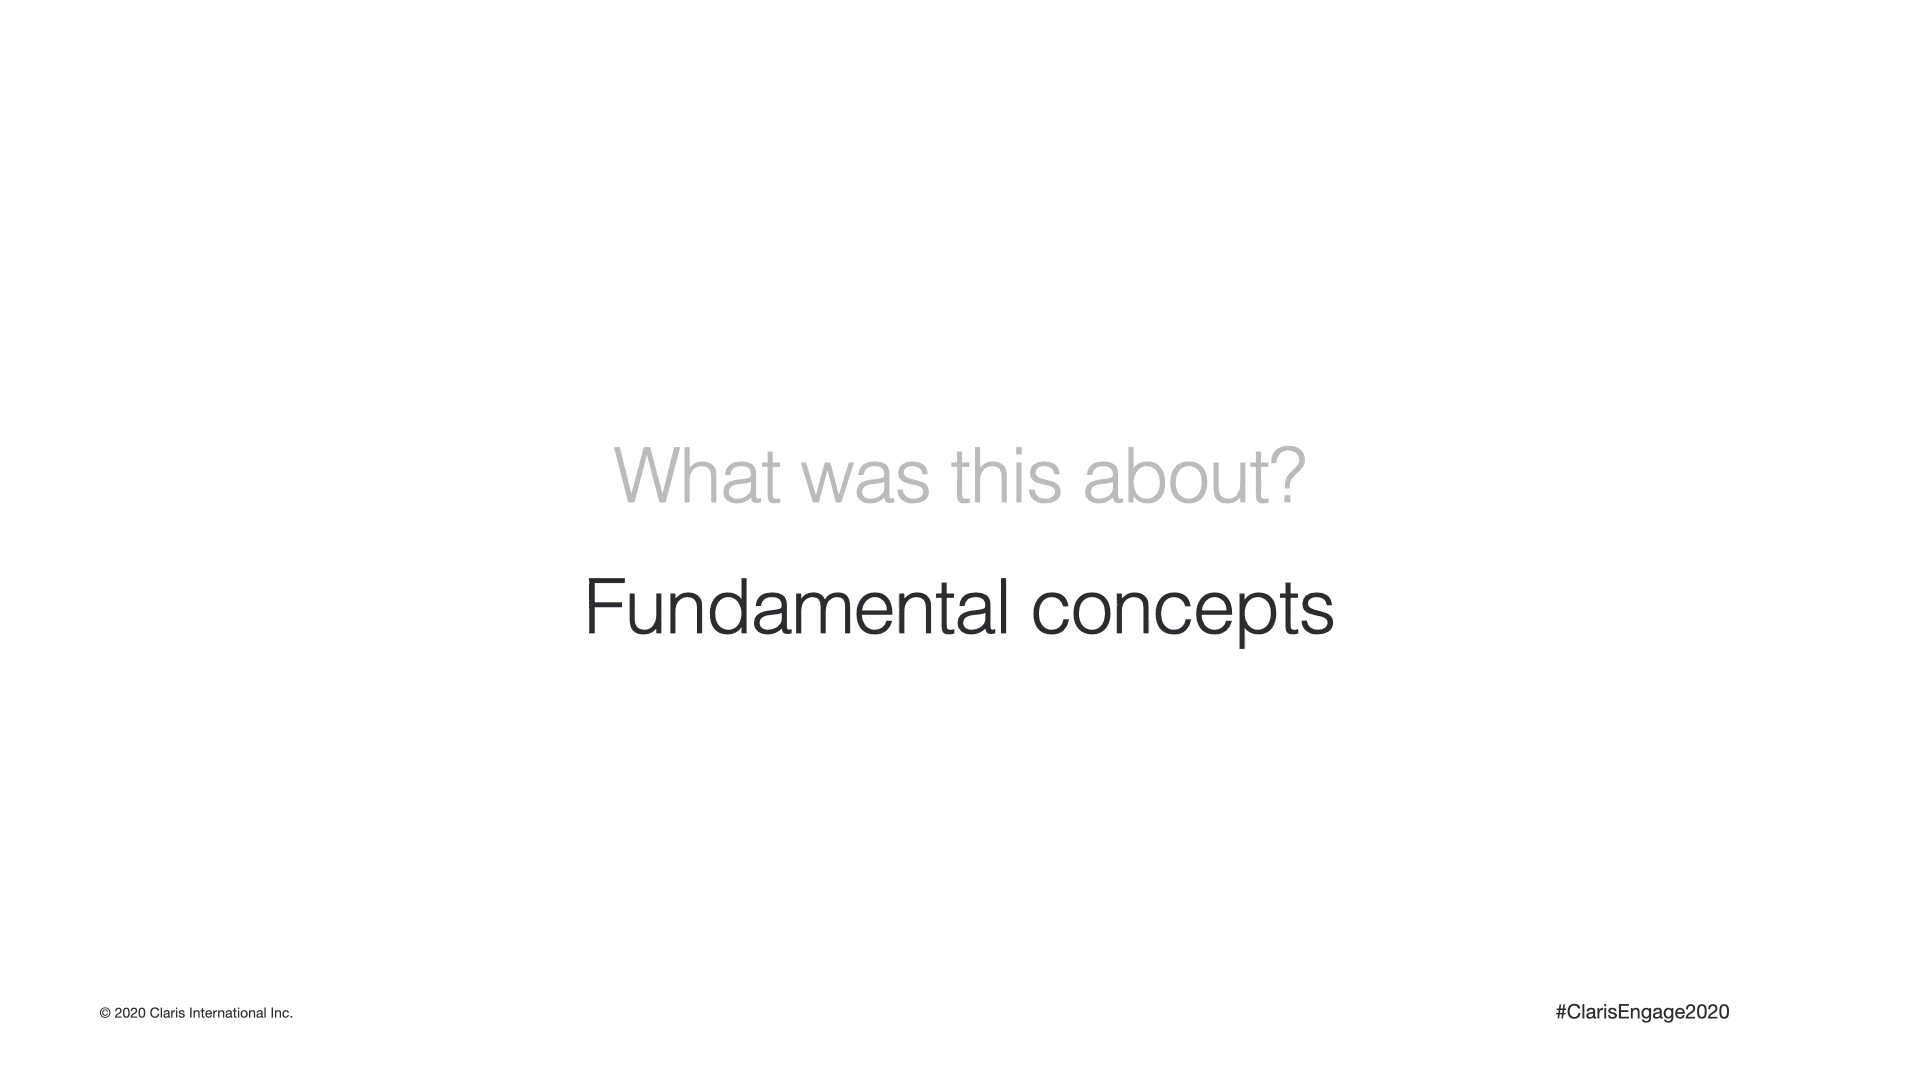 What was this about?
Fundamental concepts
© 2020 Claris International Inc.
#ClarisEngage2020